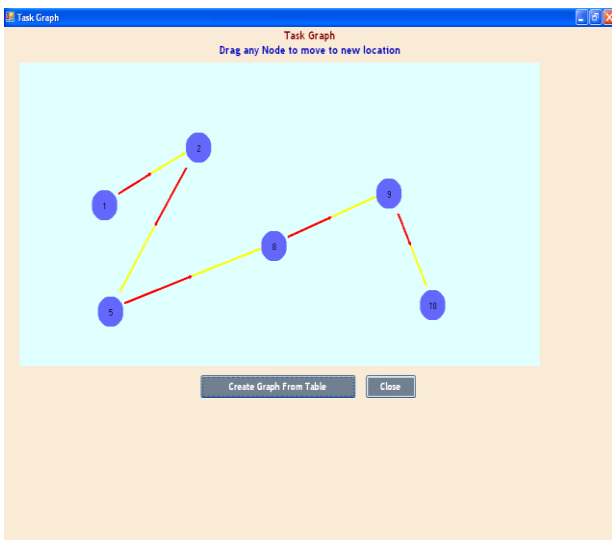 Task Graph
Task Graph
Drag any Node to move to new location
2
1
9
8
5
10
Create Graph From Table
Close